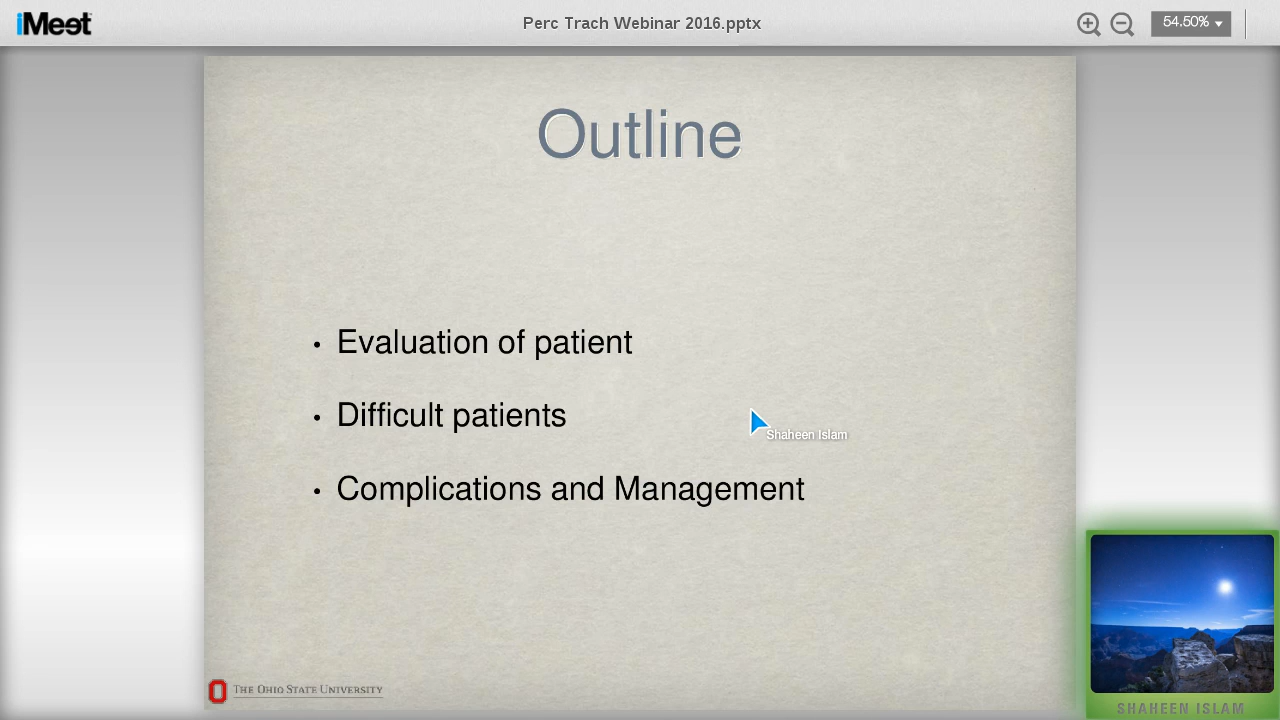 iMeet
Perc Trach Webinar 2016.pptx
54.50%
Outline
• Evaluation of patient
• Difficult patients
Shaheen Islam
• Complications and Management
THE OHIO STATE UNIVERSITY
SHAHEEN ISLAM